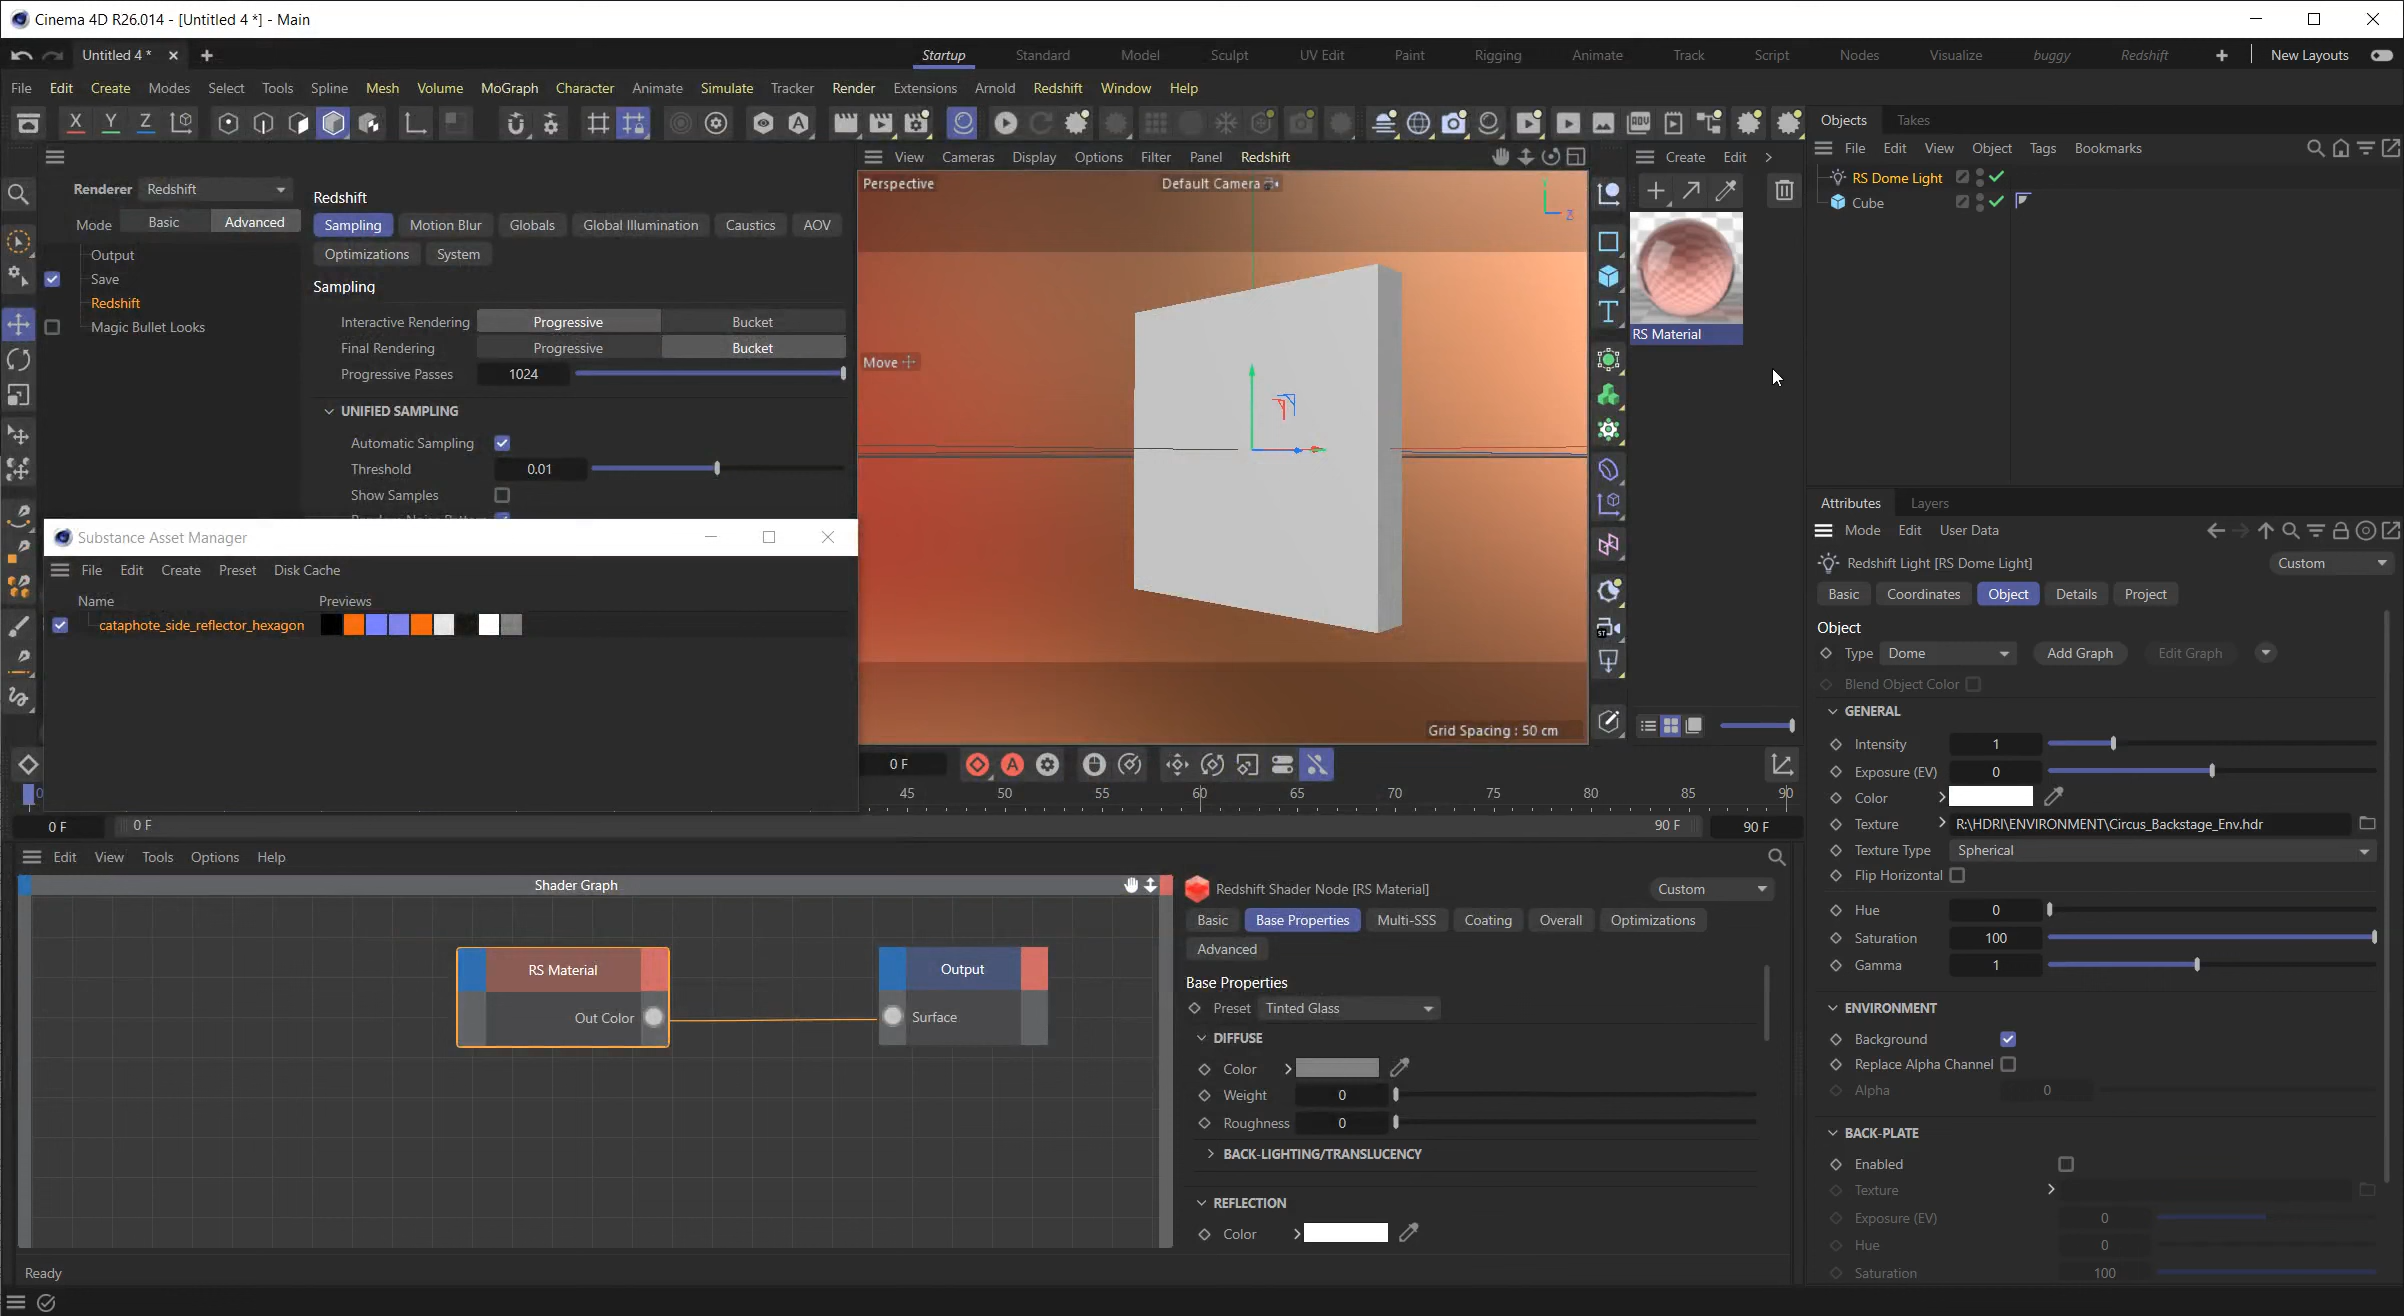 Cinema 4D R26.014 - [Untitled 4 *] - Main
Untitled 4 *
Startup Standard Model Sculpt UV Edit Paint Rigging Animate Track Script Nodes Visualize buggy Redshift New Layouts
File Edit Create Modes Select Tools Spline Mesh Volume MoGraph Character Animate Simulate Tracker Render Extensions Arnold Redshift Window Help
X Y Z
Objects Takes
File Edit View Object Tags Bookmarks
RS Dome Light
Cube
Renderer Redshift
Mode Basic Advanced
Output
Save
Redshift
Magic Bullet Looks
Redshift
Sampling Motion Blur Globals Global Illumination Caustics AOV
Optimizations System
Sampling
Interactive Rendering Progressive Bucket
Final Rendering Progressive Bucket
Progressive Passes 1024
UNIFIED SAMPLING
Automatic Sampling
Threshold 0.01
Show Samples
View Cameras Display Options Filter Panel Redshift
Perspective Default Camera
Y
Z
Move
Grid Spacing : 50 cm
Create Edit
RS Material
Substance Asset Manager
File Edit Create Preset Disk Cache
Name Previews
cataphote_side_reflector_hexagon
0 F
45 50 55 60 65 70 75 80 85 90
0 F 0 F 90 F 90 F
Edit View Tools Options Help
Shader Graph
RS Material
Out Color
Output
Surface
Redshift Shader Node [RS Material] Custom
Basic Base Properties Multi-SSS Coating Overall Optimizations
Advanced
Base Properties
Preset Tinted Glass
DIFFUSE
Color
Weight 0
Roughness 0
BACK-LIGHTING/TRANSLUCENCY
REFLECTION
Color
Attributes Layers
Mode Edit User Data
Redshift Light [RS Dome Light] Custom
Basic Coordinates Object Details Project
Object
Type Dome Add Graph Edit Graph
Blend Object Color
GENERAL
Intensity 1
Exposure (EV) 0
Color
Texture R:\HDRI\ENVIRONMENT\Circus_Backstage_Env.hdr
Texture Type Spherical
Flip Horizontal
Hue 0
Saturation 100
Gamma 1
ENVIRONMENT
Background
Replace Alpha Channel
Alpha 0
BACK-PLATE
Enabled
Texture
Exposure (EV) 0
Hue 0
Saturation 100
Ready